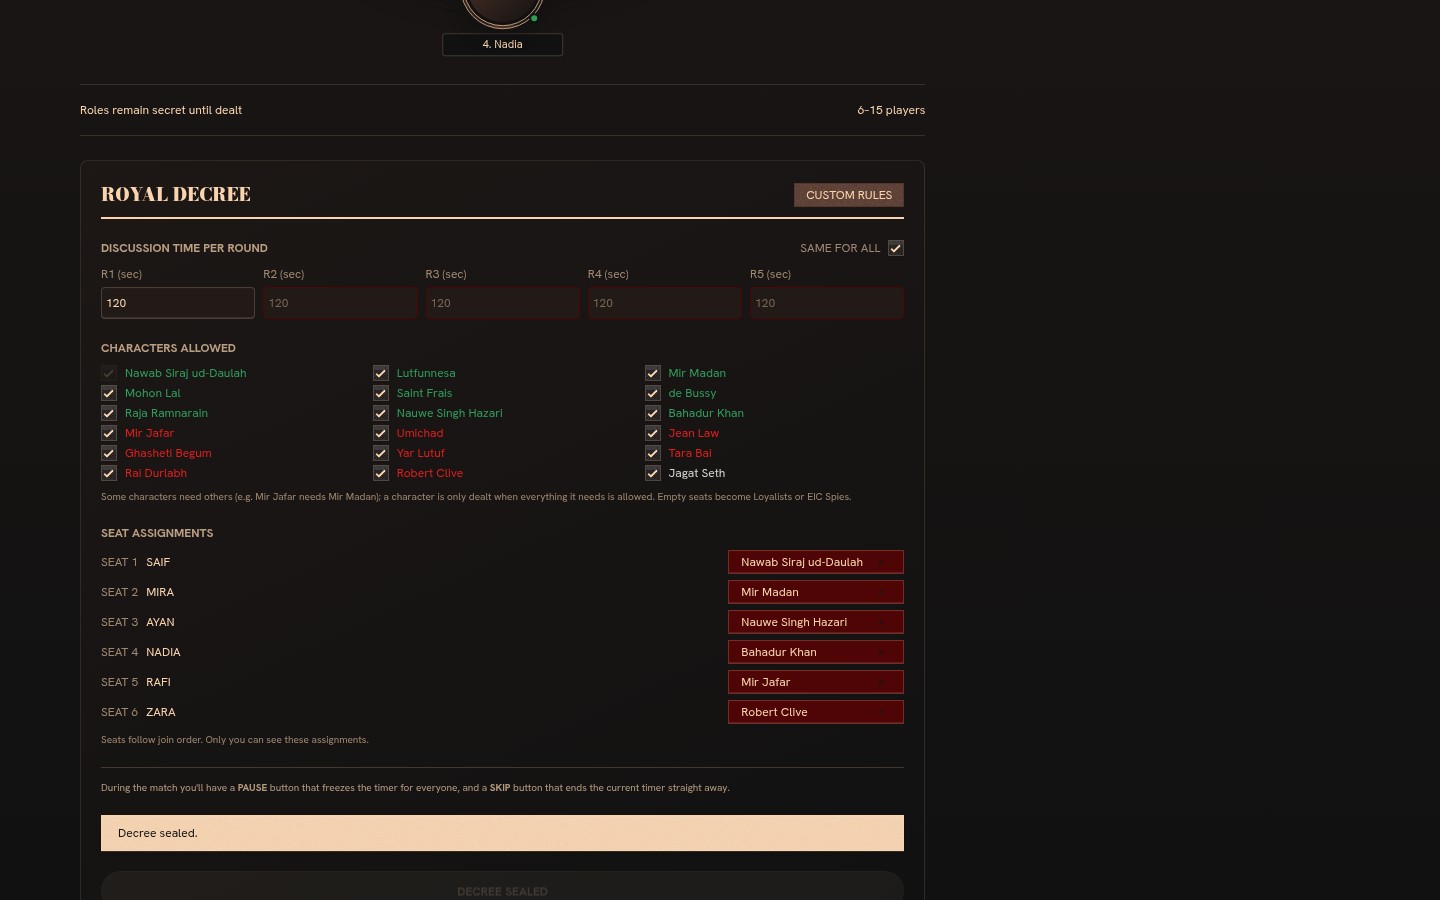 4. Nadia
Roles remain secret until dealt 6–15 players
ROYAL DECREE CUSTOM RULES
DISCUSSION TIME PER ROUND SAME FOR ALL
R1 (sec) R2 (sec) R3 (sec) R4 (sec) R5 (sec)
120 120 120 120 120
CHARACTERS ALLOWED
Nawab Siraj ud-Daulah Lutfunnesa Mir Madan
Mohon Lal Saint Frais de Bussy
Raja Ramnarain Nauwe Singh Hazari Bahadur Khan
Mir Jafar Umichad Jean Law
Ghasheti Begum Yar Lutuf Tara Bai
Rai Durlabh Robert Clive Jagat Seth
Some characters need others (e.g. Mir Jafar needs Mir Madan); a character is only dealt when everything it needs is allowed. Empty seats become Loyalists or EIC Spies.
SEAT ASSIGNMENTS
SEAT 1 SAIF Nawab Siraj ud-Daulah
SEAT 2 MIRA Mir Madan
SEAT 3 AYAN Nauwe Singh Hazari
SEAT 4 NADIA Bahadur Khan
SEAT 5 RAFI Mir Jafar
SEAT 6 ZARA Robert Clive
Seats follow join order. Only you can see these assignments.
During the match you'll have a PAUSE button that freezes the timer for everyone, and a SKIP button that ends the current timer straight away.
Decree sealed.
DECREE SEALED